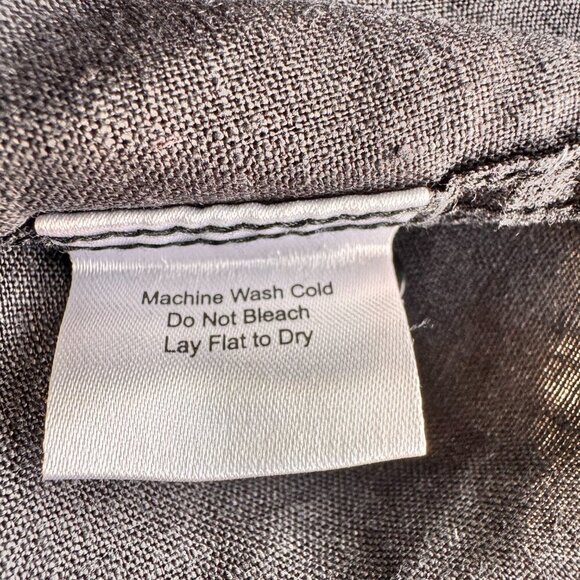 Machine Wash Cold
Do Not Bleach
Lay Flat to Dry